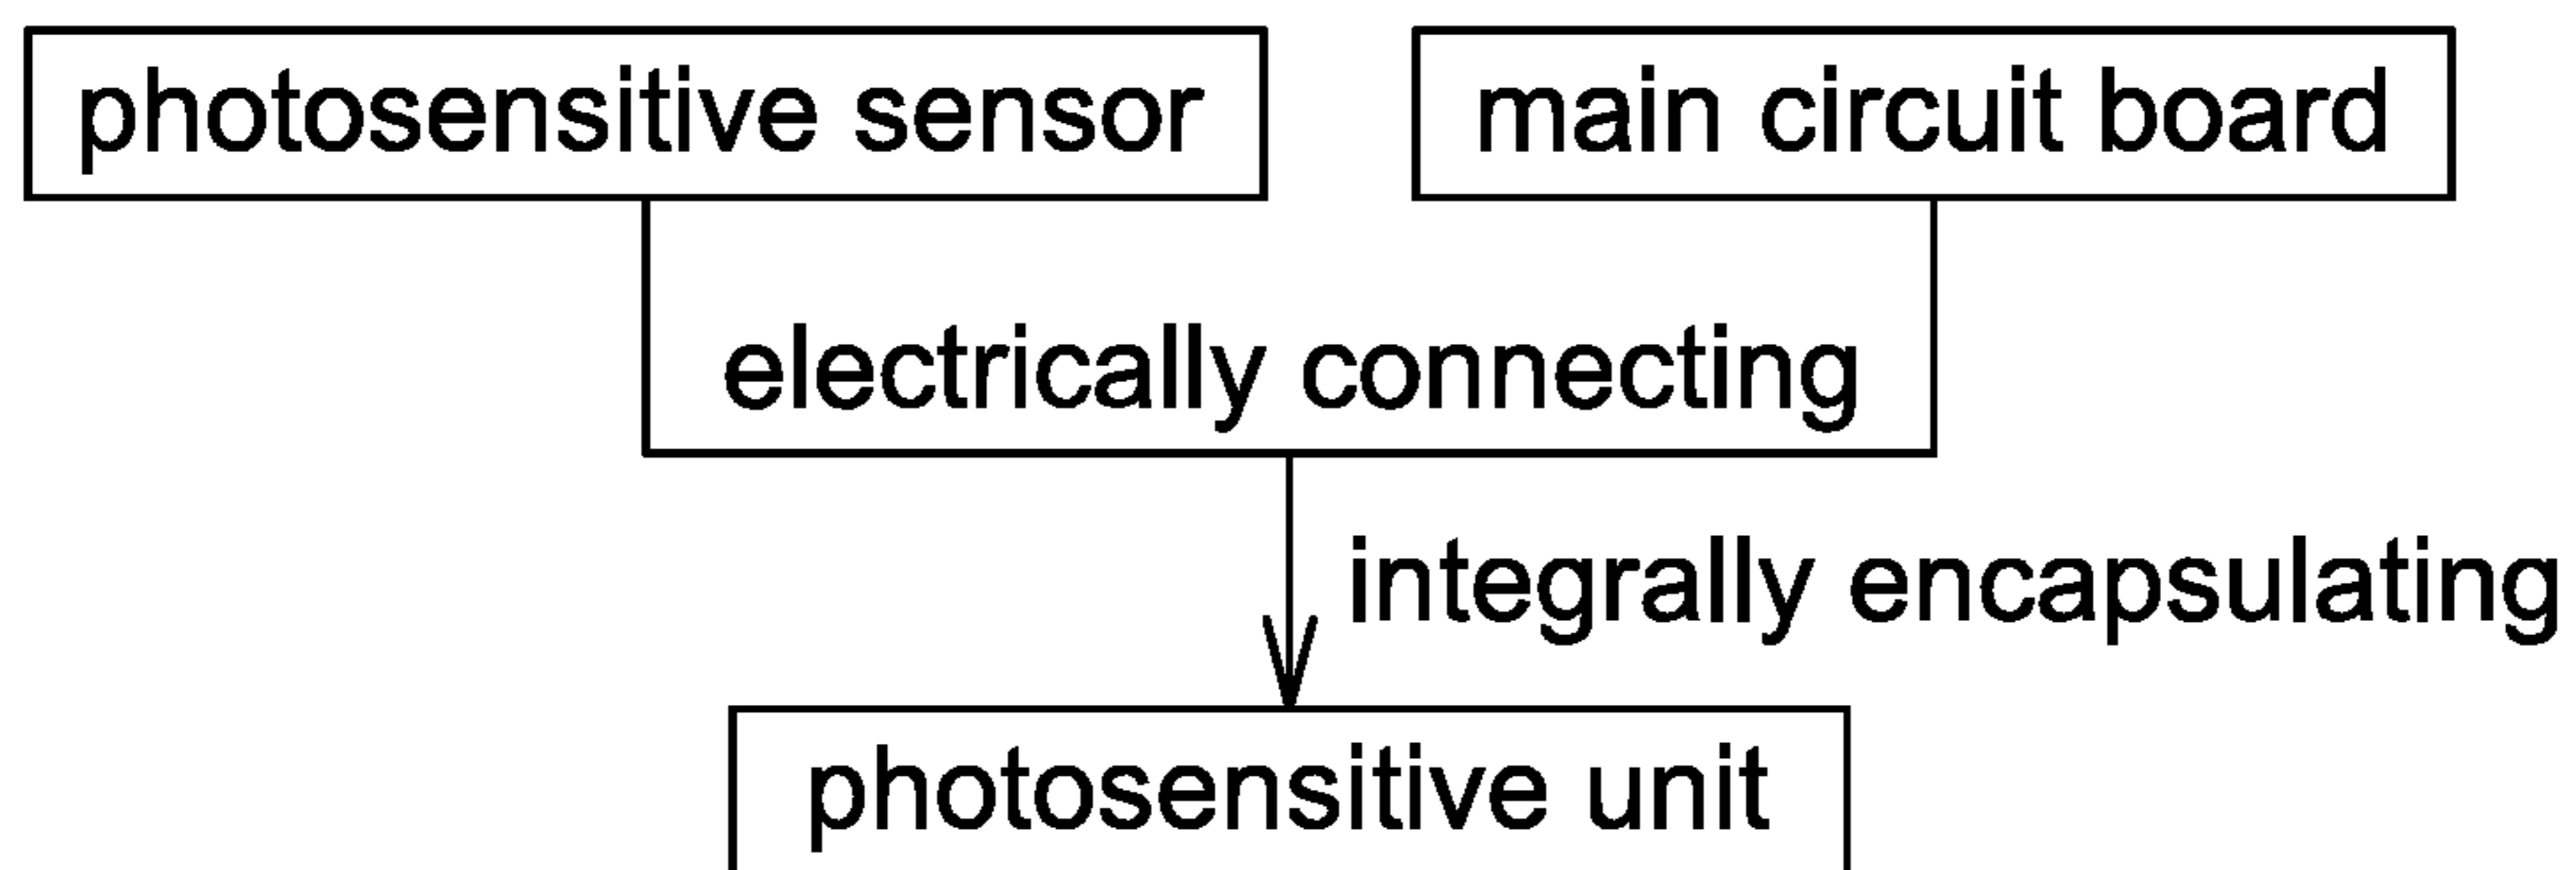 photosensitive sensor
main circuit board
electrically connecting
integrally encapsulating
photosensitive unit